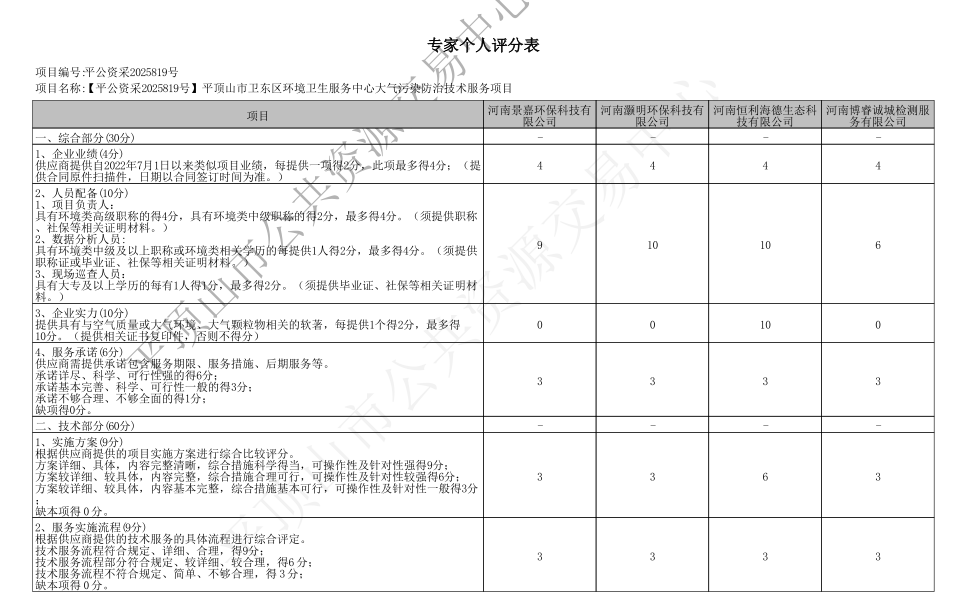 专家个人评分表
项目编号:平公资采2025819号
项目名称:【平公资采2025819号】平顶山市卫东区环境卫生服务中心大气污染防治技术服务项目
项目
河南景嘉环保科技有
限公司
河南灏明环保科技有
限公司
河南恒利海德生态科
技有限公司
河南博睿诚城检测服
务有限公司
一、综合部分(30分)
－ － － －
1、企业业绩(4分)
供应商提供自2022年7月1日以来类似项目业绩，每提供一项得2分，此项最多得4分；（提
供合同原件扫描件，日期以合同签订时间为准。）
4 4 4 4
2、人员配备(10分)
1、项目负责人：
具有环境类高级职称的得4分，具有环境类中级职称的得2分，最多得4分。（须提供职称
、社保等相关证明材料。）
2、数据分析人员:
具有环境类中级及以上职称或环境类相关学历的每提供1人得2分，最多得4分。（须提供
职称证或毕业证、社保等相关证明材料。）
3、现场巡查人员：
具有大专及以上学历的每有1人得1分，最多得2分。（须提供毕业证、社保等相关证明材
料。）
9 10 10 6
3、企业实力(10分)
提供具有与空气质量或大气环境、大气颗粒物相关的软著，每提供1个得2分，最多得
10分。（提供相关证书复印件，否则不得分）
0 0 10 0
4、服务承诺(6分)
供应商需提供承诺包含服务期限、服务措施、后期服务等。
承诺详尽、科学、可行性强的得6分；
承诺基本完善、科学、可行性一般的得3分；
承诺不够合理、不够全面的得1分；
缺项得0分。
3 3 3 3
二、技术部分(60分)
－ － － －
1、实施方案(9分)
根据供应商提供的项目实施方案进行综合比较评分。
方案详细、具体，内容完整清晰，综合措施科学得当，可操作性及针对性强得9分；
方案较详细、较具体，内容完整，综合措施合理可行，可操作性及针对性较强得6分；
方案较详细、较具体，内容基本完整，综合措施基本可行，可操作性及针对性一般得3分
；
缺本项得０分。
3 3 6 3
2、服务实施流程(9分)
根据供应商提供的技术服务的具体流程进行综合评定。
技术服务流程符合规定、详细、合理，得9分；
技术服务流程部分符合规定、较详细、较合理，得6分；
技术服务流程不符合规定、简单、不够合理，得３分；
缺本项得０分。
3 3 3 3
平顶山市公共资源交易中心
平顶山市公共资源交易中心